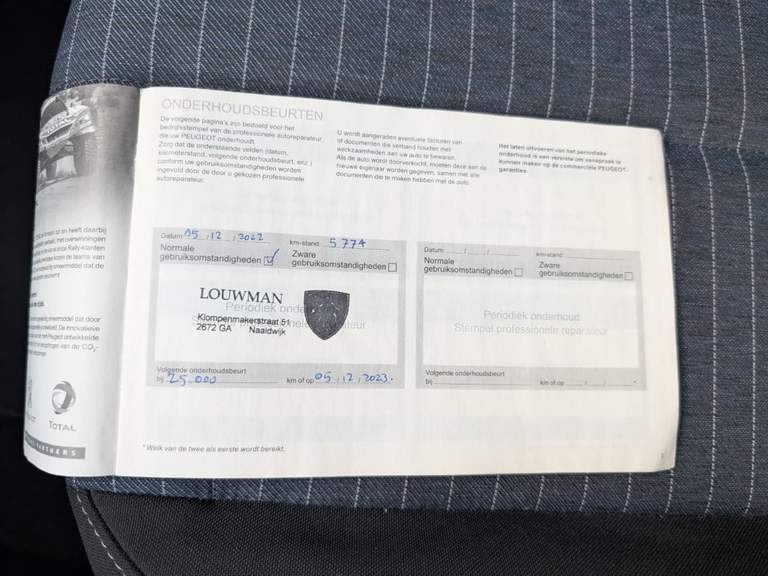 ONDERHOUDSBEURTEN
De volgende pagina's zijn bedoeld voor het
bedrijfsstempel van de professionele autoreparateur
die uw PEUGEOT onderhoudt.
Zorg dat de onderstaande velden (datum,
kilometerstand, volgende onderhoudsbeurt, enz.)
conform uw gebruiksomstandigheden worden
ingevuld door de door u gekozen professionele
autoreparateur.
U wordt aangeraden eventuele facturen van
of documenten die verband houden met
werkzaamheden aan uw auto te bewaren.
Als de auto wordt doorverkocht, moeten deze aan de
nieuwe eigenaar worden gegeven, samen met alle
documenten die te maken hebben met de auto.
Het laten uitvoeren van het periodieke
onderhoud is een vereiste om aanspraak te
kunnen maken op de commerciële PEUGEOT-
garanties.
Datum: 05.12.2022 km-stand: 5774
Normale
gebruiksomstandigheden
Zware
gebruiksomstandigheden
LOUWMAN
Periodiek onderhoud
Klompenmakerstraat 51
2672 GA Naaldwijk
Volgende onderhoudsbeurt
bij 25.000 km of op 05.12.2023.
Datum: / / km-stand:
Normale
gebruiksomstandigheden
Zware
gebruiksomstandigheden
Periodiek onderhoud
Stempel professionele reparateur
Volgende onderhoudsbeurt
bij km of op / / *
* Welk van de twee als eerste wordt bereikt.
TOTAL
PARTNERS